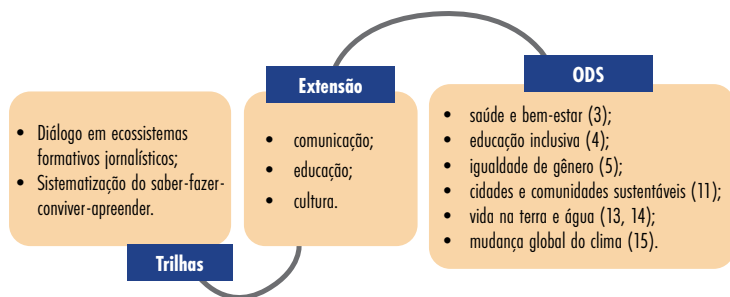 • Diálogo em ecossistemas
formativos jornalísticos;
• Sistematização do saber-fazer-
conviver-apreender.
Trilhas
Extensão
• comunicação;
• educação;
• cultura.
ODS
• saúde e bem-estar (3);
• educação inclusiva (4);
• igualdade de gênero (5);
• cidades e comunidades sustentáveis (11);
• vida na terra e água (13, 14);
• mudança global do clima (15).